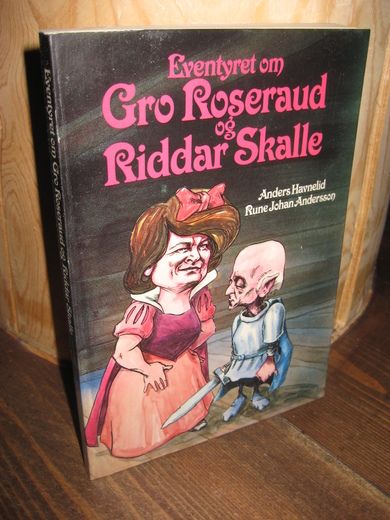 Eventyret om
Gro Roseraud
og
Riddar Skalle
Anders Havnelid
Rune Johan Andersson
Eventyret om Gro Roseraud og Riddar Skalle